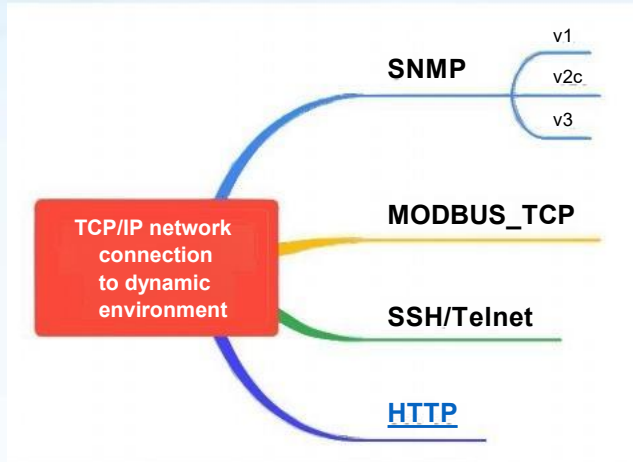 v1
SNMP
v2c
v3
TCP/IP network
connection
to dynamic
environment
MODBUS_TCP
SSH/Telnet
HTTP